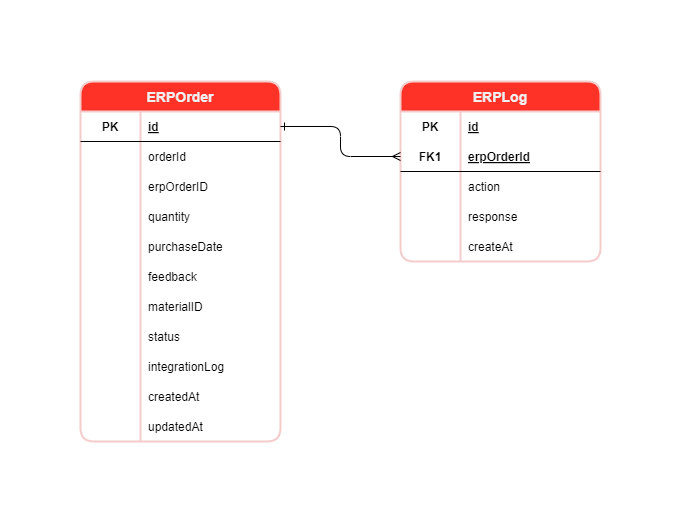 ERPOrder
PK id
orderId
erpOrderID
quantity
purchaseDate
feedback
materialID
status
integrationLog
createdAt
updatedAt
ERPLog
PK id
FK1 erpOrderId
action
response
createAt